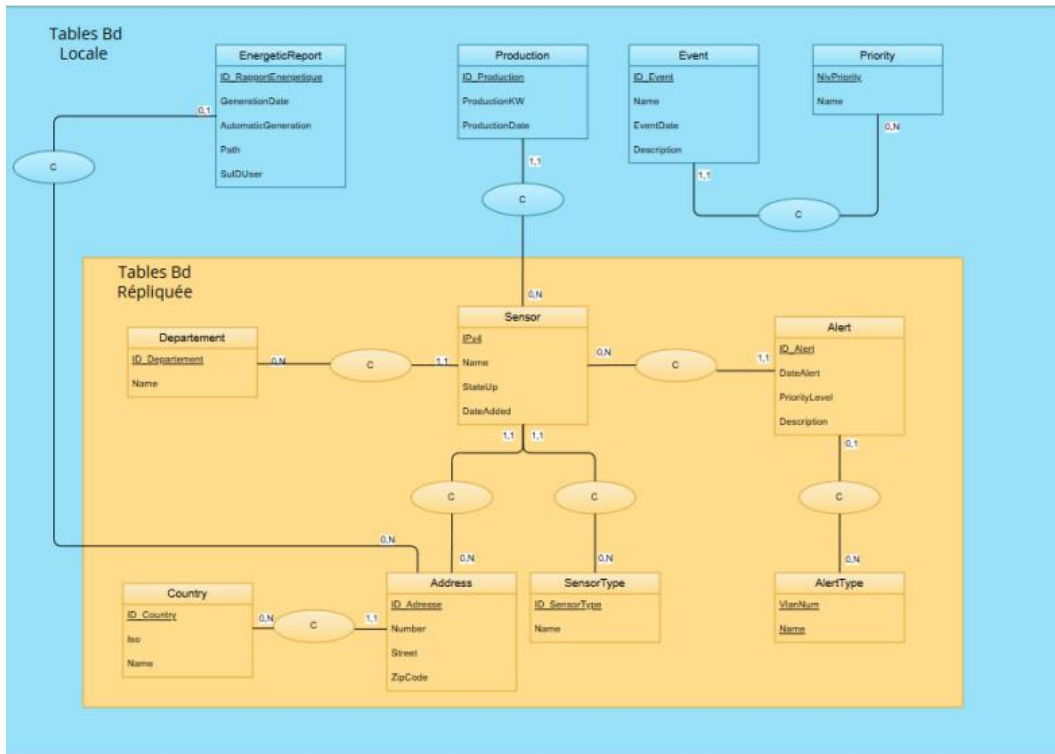 Tables Bd
Locale
EnergeticReport
ID_RapportEnergetique
GenerationDate
AutomaticGeneration
Path
SuIDUser
Production
ID_Production
ProductionKW
ProductionDate
Event
ID_Event
Name
EventDate
Description
Priority
NivPriority
Name
0,1
C
1,1
C
1,1
C
0,N
Tables Bd
Répliquée
0,N
Departement
ID_Departement
Name
0,N
C
1,1
Sensor
IPv4
Name
StateUp
DateAdded
0,N
C
1,1
Alert
ID_Alert
DateAlert
PriorityLevel
Description
1,1
1,1
0,1
C
C
C
0,N
0,N
0,N
0,N
Country
ID_Country
Iso
Name
0,N
C
1,1
Address
ID_Adresse
Number
Street
ZipCode
SensorType
ID_SensorType
Name
AlertType
VlanNum
Name